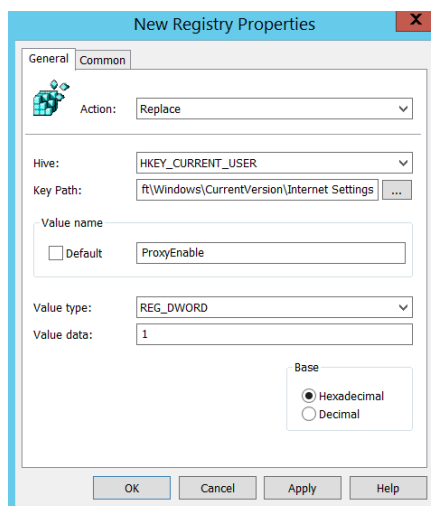 New Registry Properties
X
General Common
Action: Replace
Hive: HKEY_CURRENT_USER
Key Path: ft\Windows\CurrentVersion\Internet Settings ...
Value name
Default ProxyEnable
Value type: REG_DWORD
Value data: 1
Base
Hexadecimal
Decimal
OK Cancel Apply Help